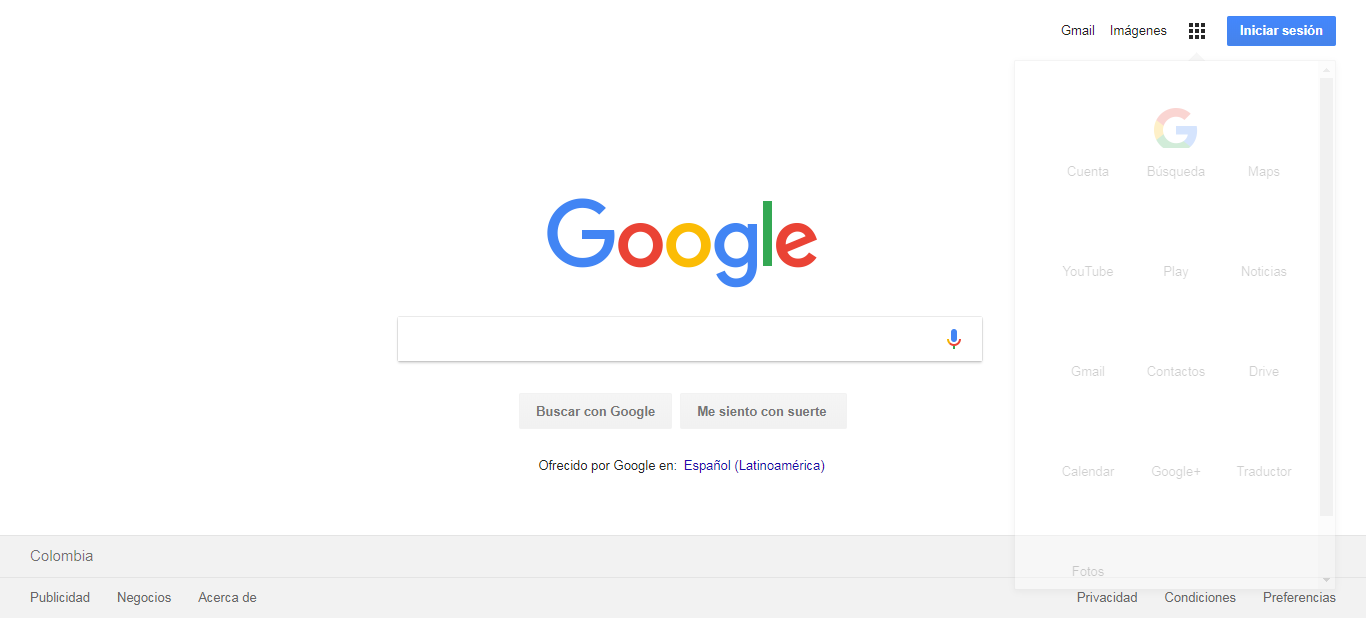 Gmail Imágenes Iniciar sesión
Cuenta Búsqueda Maps
YouTube Play Noticias
Gmail Contactos Drive
Calendar Google+ Traductor
Fotos
Google
Buscar con Google Me siento con suerte
Ofrecido por Google en: Español (Latinoamérica)
Colombia
Publicidad Negocios Acerca de Privacidad Condiciones Preferencias